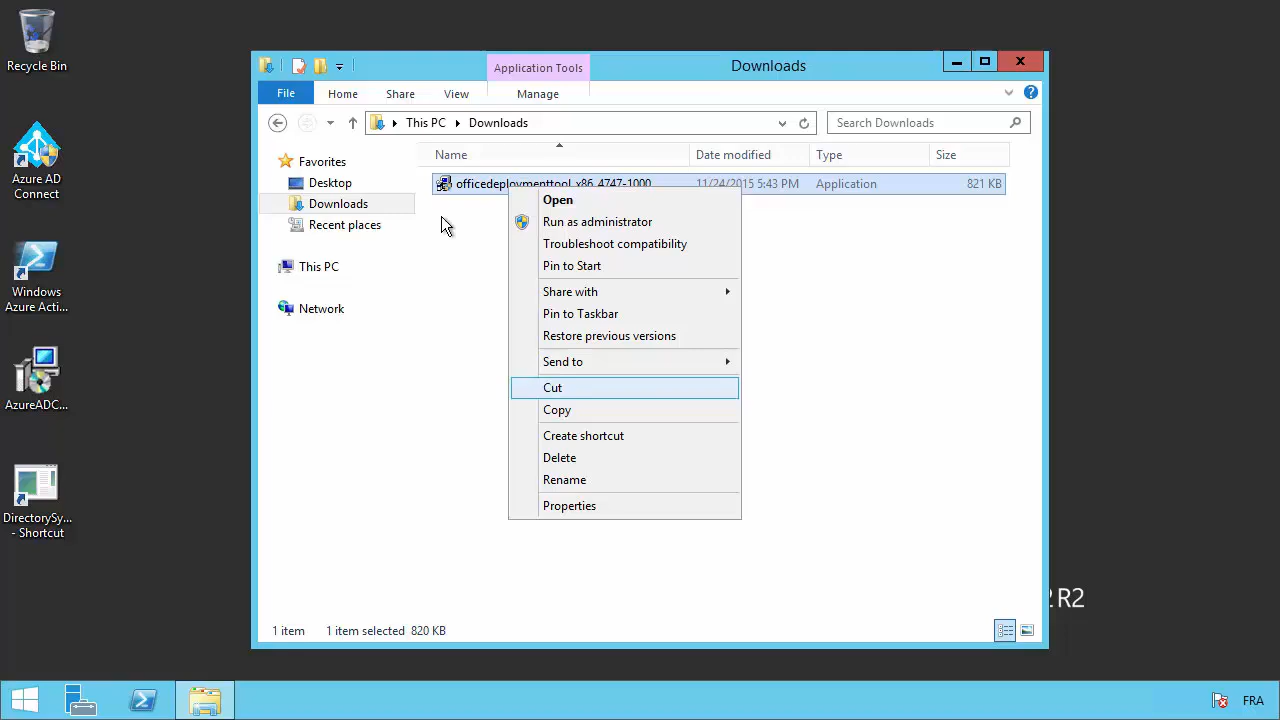 Recycle Bin
Azure AD
Connect
Windows
Azure Acti...
AzureADC...
DirectorySy...
- Shortcut
Application Tools
Downloads
File
Home
Share
View
Manage
This PC
Downloads
Search Downloads
Name
Date modified
Type
Size
Favorites
Desktop
Downloads
Recent places
This PC
Network
officedeploymenttool_x86_4747-1000
11/24/2015 5:43 PM
Application
821 KB
Open
Run as administrator
Troubleshoot compatibility
Pin to Start
Share with
Pin to Taskbar
Restore previous versions
Send to
Cut
Copy
Create shortcut
Delete
Rename
Properties
2 R2
1 item
1 item selected 820 KB
FRA